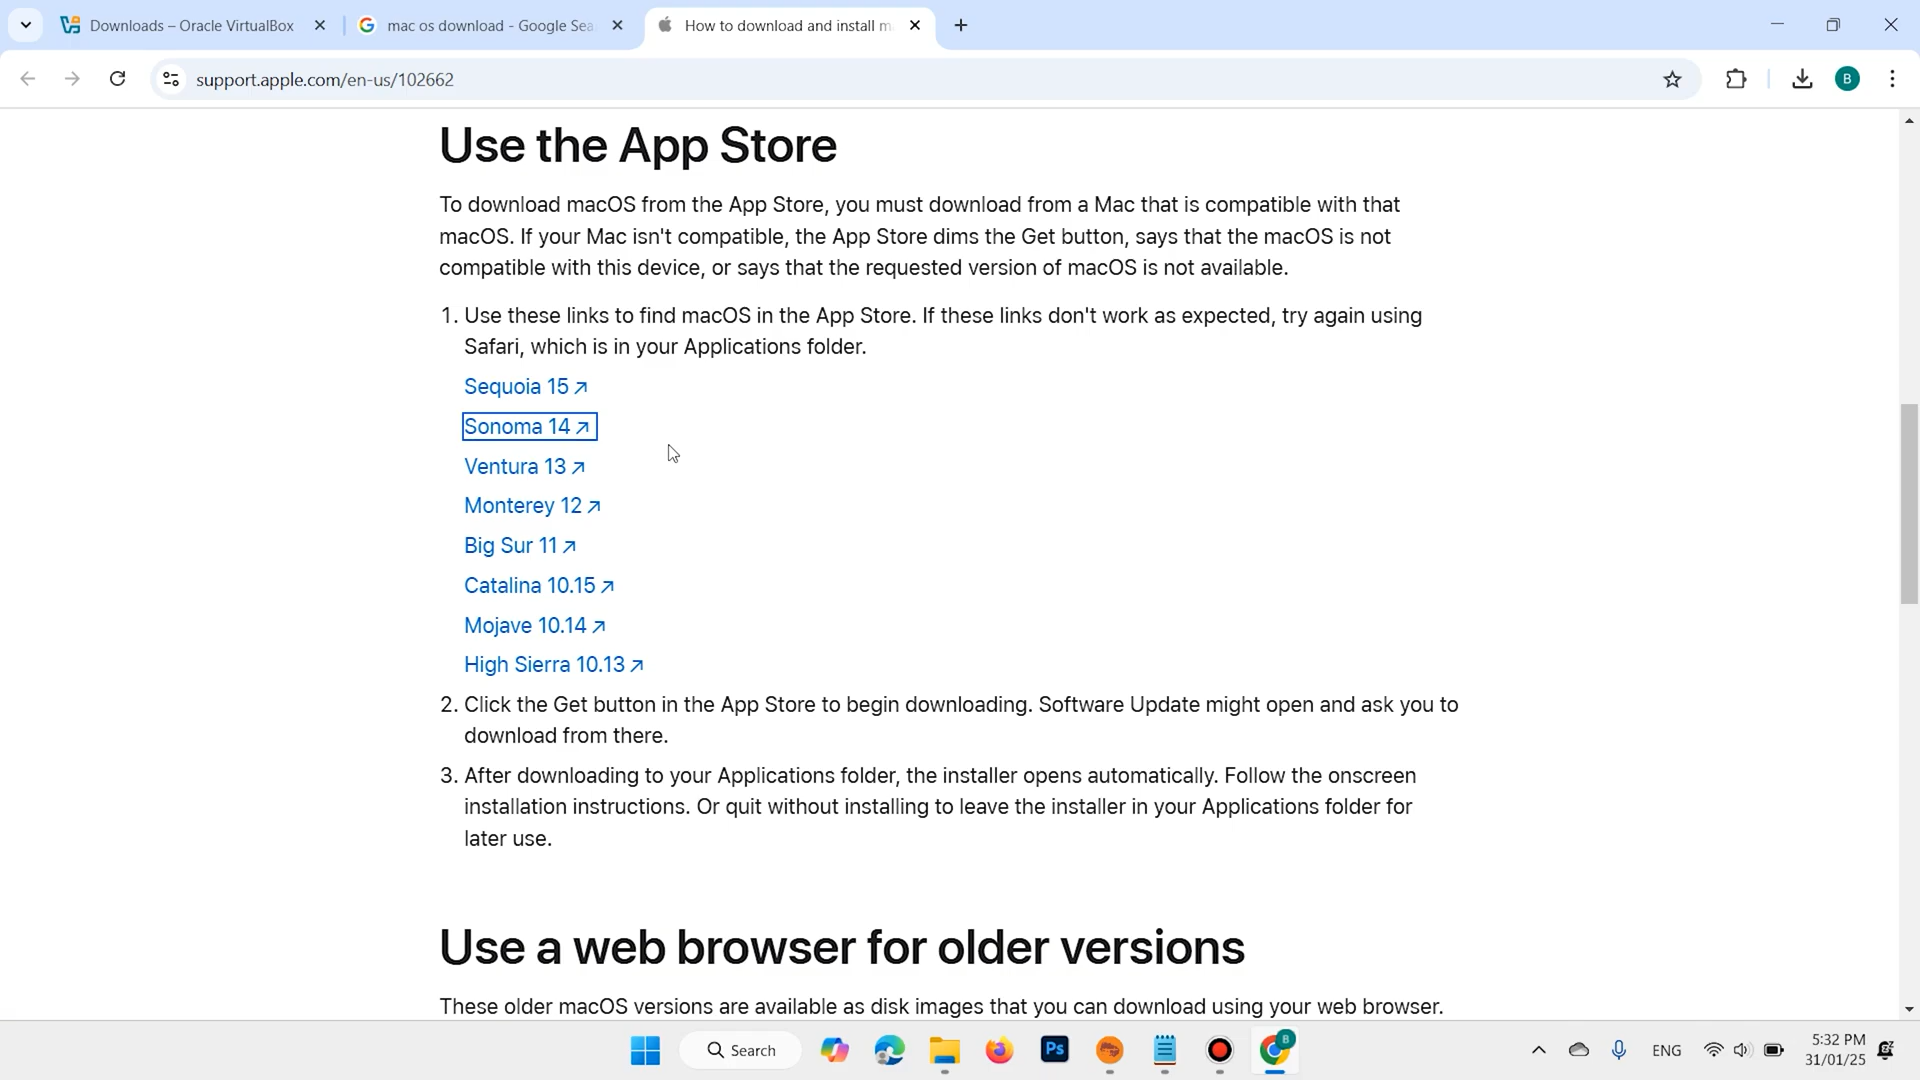 Downloads – Oracle VirtualBox
mac os download - Google Sea
How to download and install m
support.apple.com/en-us/102662
B
Use the App Store
To download macOS from the App Store, you must download from a Mac that is compatible with that
macOS. If your Mac isn't compatible, the App Store dims the Get button, says that the macOS is not
compatible with this device, or says that the requested version of macOS is not available.
1. Use these links to find macOS in the App Store. If these links don't work as expected, try again using
Safari, which is in your Applications folder.
Sequoia 15
Sonoma 14
Ventura 13
Monterey 12
Big Sur 11
Catalina 10.15
Mojave 10.14
High Sierra 10.13
2. Click the Get button in the App Store to begin downloading. Software Update might open and ask you to
download from there.
3. After downloading to your Applications folder, the installer opens automatically. Follow the onscreen
installation instructions. Or quit without installing to leave the installer in your Applications folder for
later use.
Use a web browser for older versions
These older macOS versions are available as disk images that you can download using your web browser.
Search
Ps
B
ENG
5:32 PM
31/01/25